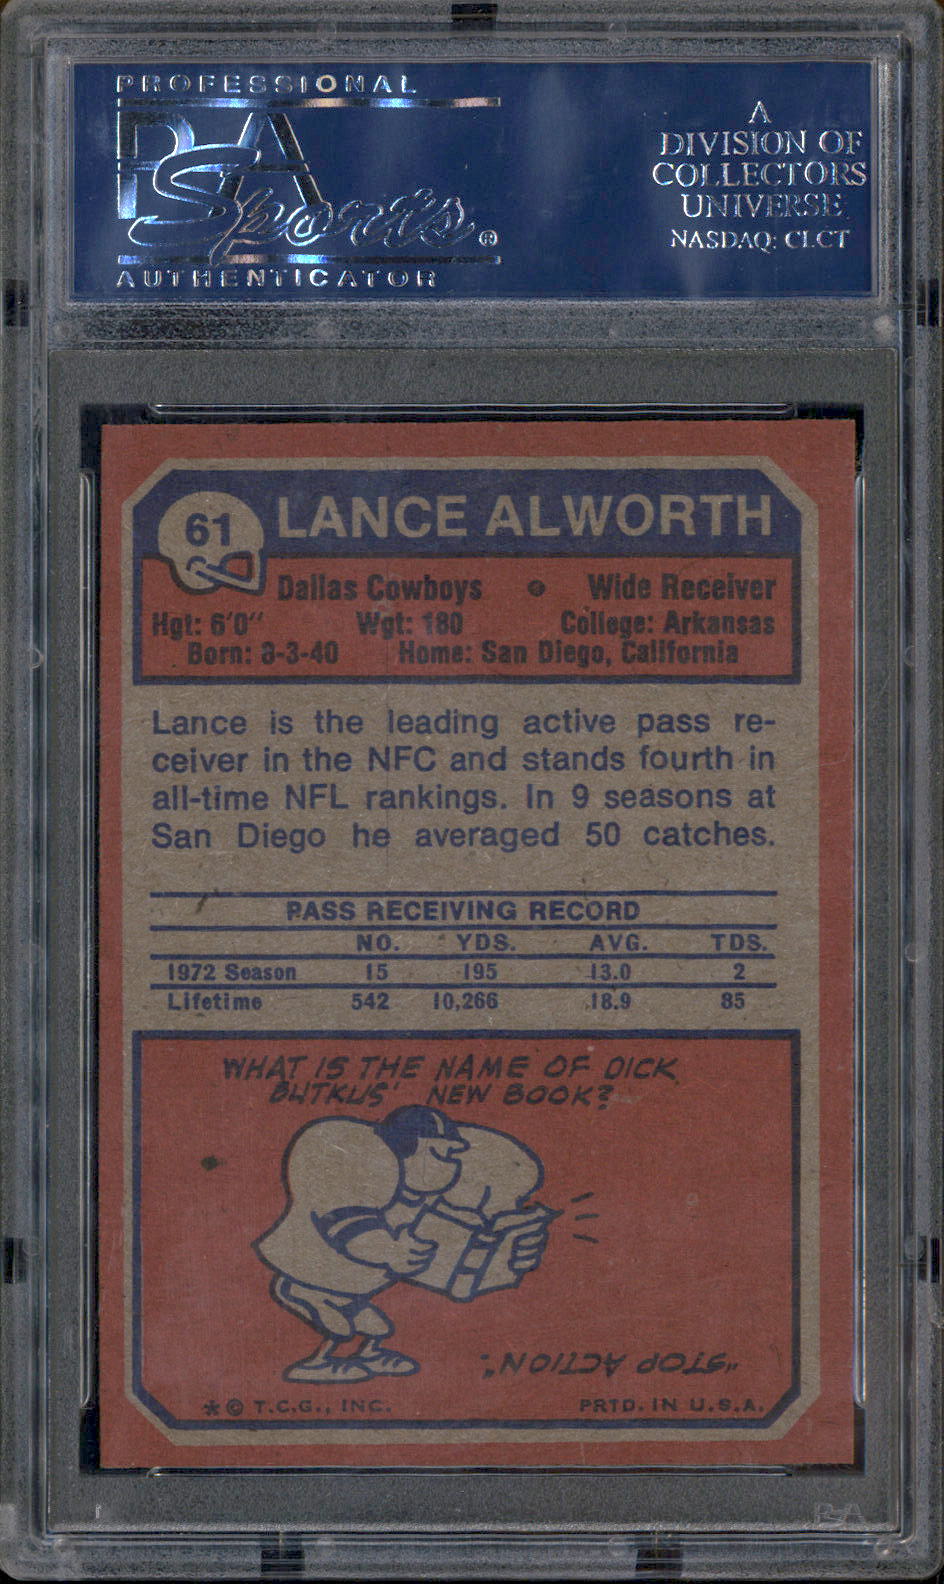 PROFESSIONAL
PSA
Sports®
AUTHENTICATOR
A
DIVISION OF
COLLECTORS
UNIVERSE
NASDAQ: CLCT
61
LANCE ALWORTH
Dallas Cowboys • Wide Receiver
Hgt: 6'0" Wgt: 180 College: Arkansas
Born: 8-3-40 Home: San Diego, California
Lance is the leading active pass re-
ceiver in the NFC and stands fourth in
all-time NFL rankings. In 9 seasons at
San Diego he averaged 50 catches.
PASS RECEIVING RECORD
NO. YDS. AVG. TDS.
1972 Season 15 195 13.0 2
Lifetime 542 10,266 18.9 85
WHAT IS THE NAME OF DICK
BUTKUS' NEW BOOK?
"STOP ACTION".
* © T.C.G., INC. PRTD. IN U.S.A.
PSA